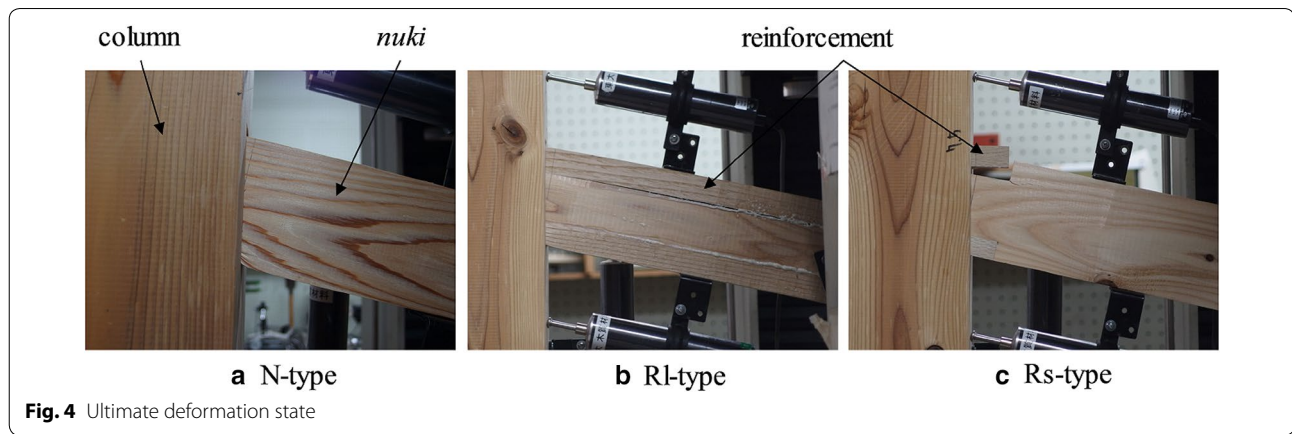 column
nuki
reinforcement
a N-type
b Rl-type
c Rs-type
Fig. 4 Ultimate deformation state